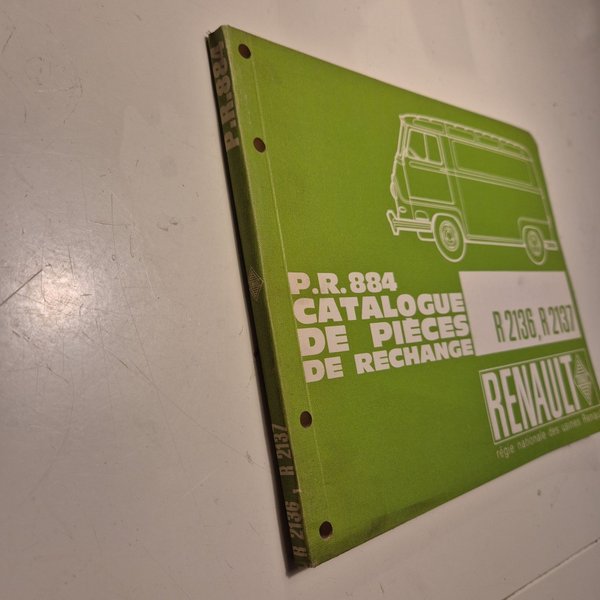 P.R.884
P.R.884
CATALOGUE
DE PIÈCES
DE RECHANGE
R 2136, R 2137
RENAULT
régie nationale des usines Renault
R 2136, R 2137